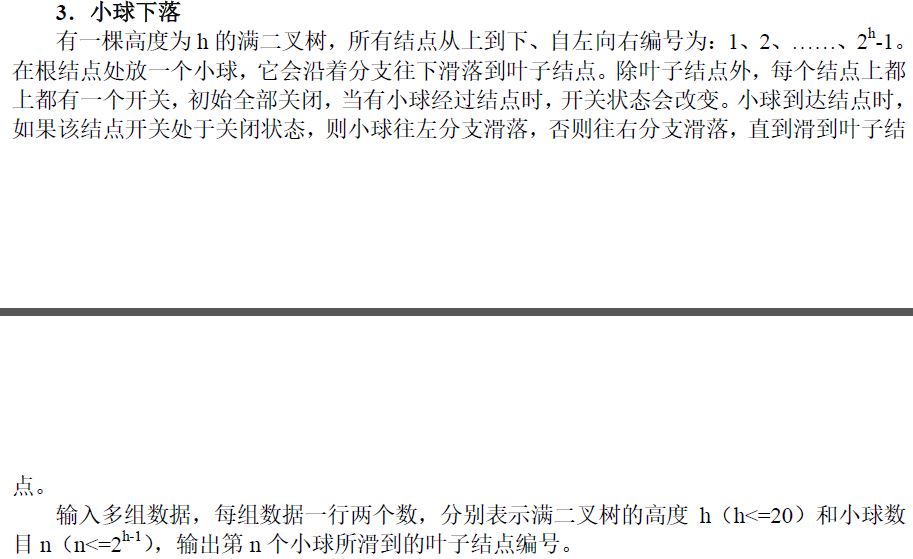 3．小球下落
有一棵高度为 h 的满二叉树，所有结点从上到下、自左向右编号为：1、2、……、2^h-1。
在根结点处放一个小球，它会沿着分支往下滑落到叶子结点。除叶子结点外，每个结点上都
上都有一个开关，初始全部关闭，当有小球经过结点时，开关状态会改变。小球到达结点时，
如果该结点开关处于关闭状态，则小球往左分支滑落，否则往右分支滑落，直到滑到叶子结
点。
输入多组数据，每组数据一行两个数，分别表示满二叉树的高度 h（h<=20）和小球数
目 n（n<=2^h-1），输出第 n 个小球所滑到的叶子结点编号。